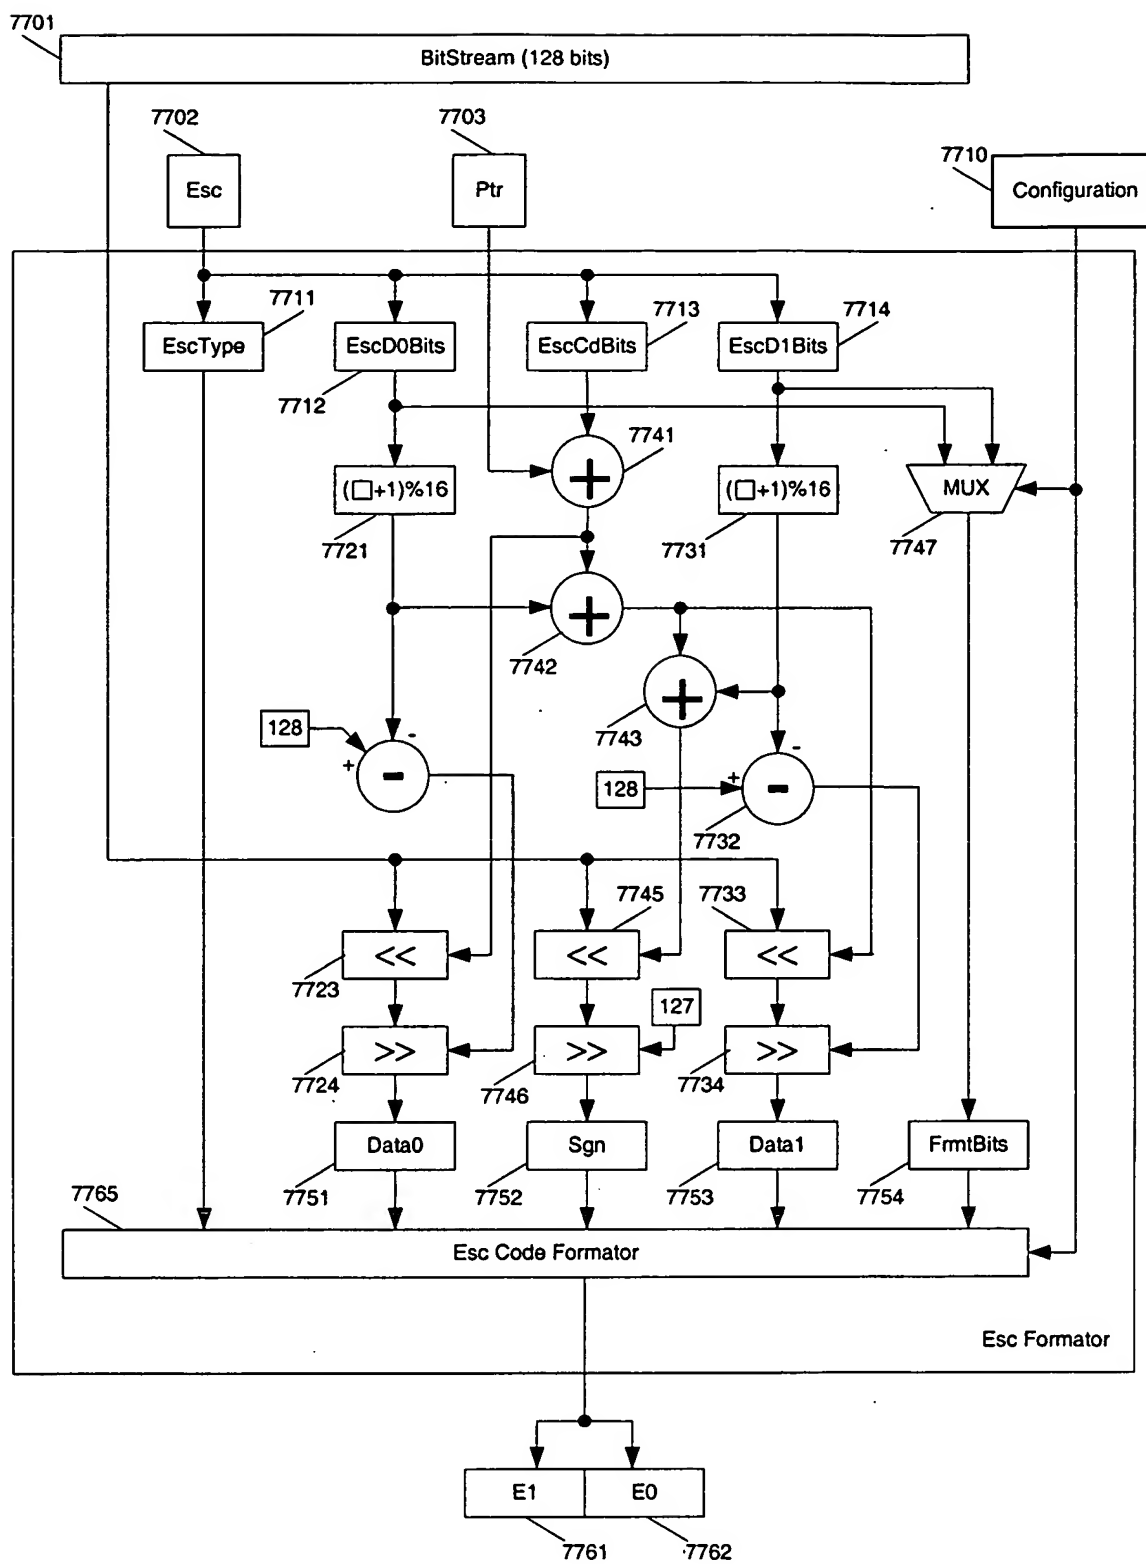 7701
BitStream (128 bits)
7702
7703
7710
Esc
Ptr
Configuration
7711
7713
7714
EscType
EscD0Bits
EscCdBits
EscD1Bits
7712
7741
(□+1)%16
+
(□+1)%16
MUX
7721
7731
7747
+
7742
+
7743
128
-
+
-
-
128
+
-
7732
7745
7733
<<
<<
<<
7723
127
>>
>>
>>
7724
7746
7734
Data0
Sgn
Data1
FrmtBits
7765
7751
7752
7753
7754
Esc Code Formator
Esc Formator
E1
E0
7761
7762